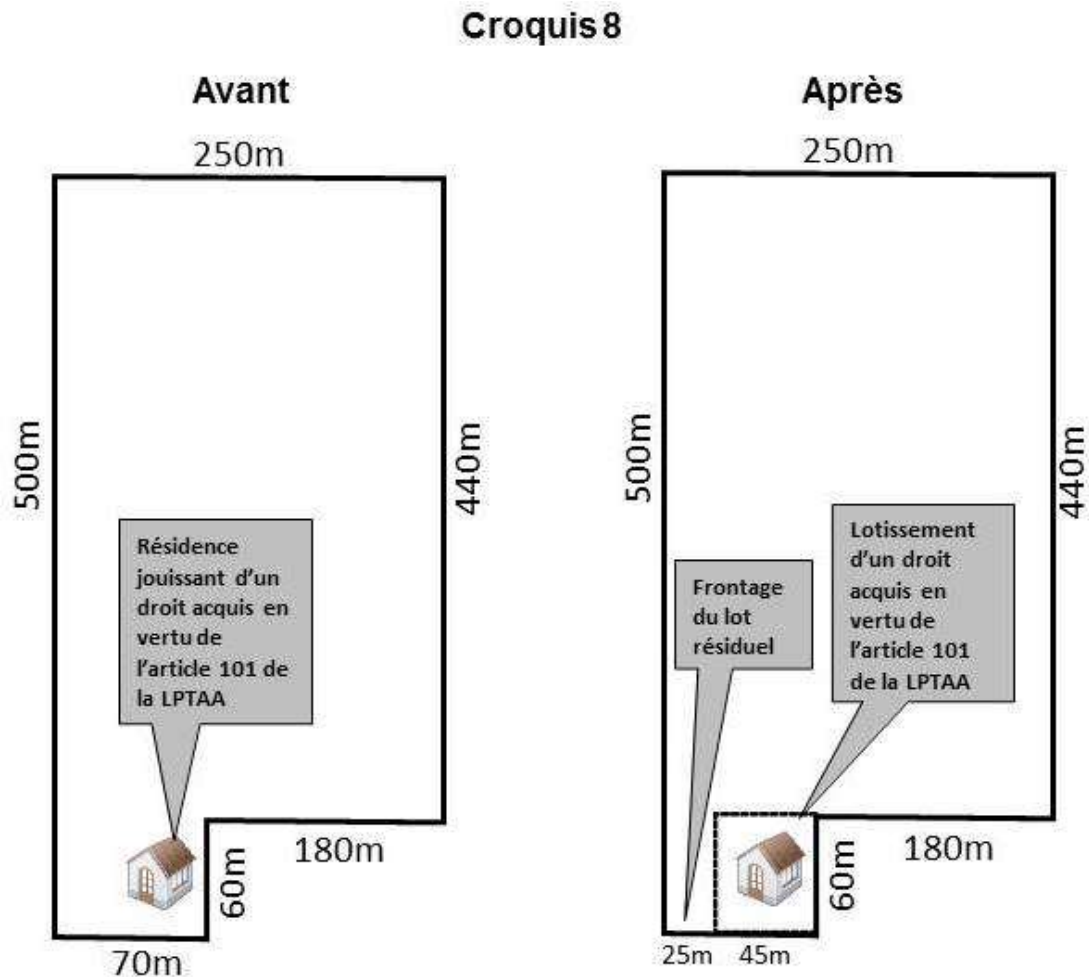 Croquis 8
Avant
250m
500m
440m
Résidence
jouissant d'un
droit acquis en
vertu de
l'article 101 de
la LPTAA
180m
60m
70m
Après
250m
500m
440m
Frontage
du lot
résiduel
Lotissement
d'un droit
acquis en
vertu de
l'article 101
de la LPTAA
180m
60m
25m
45m